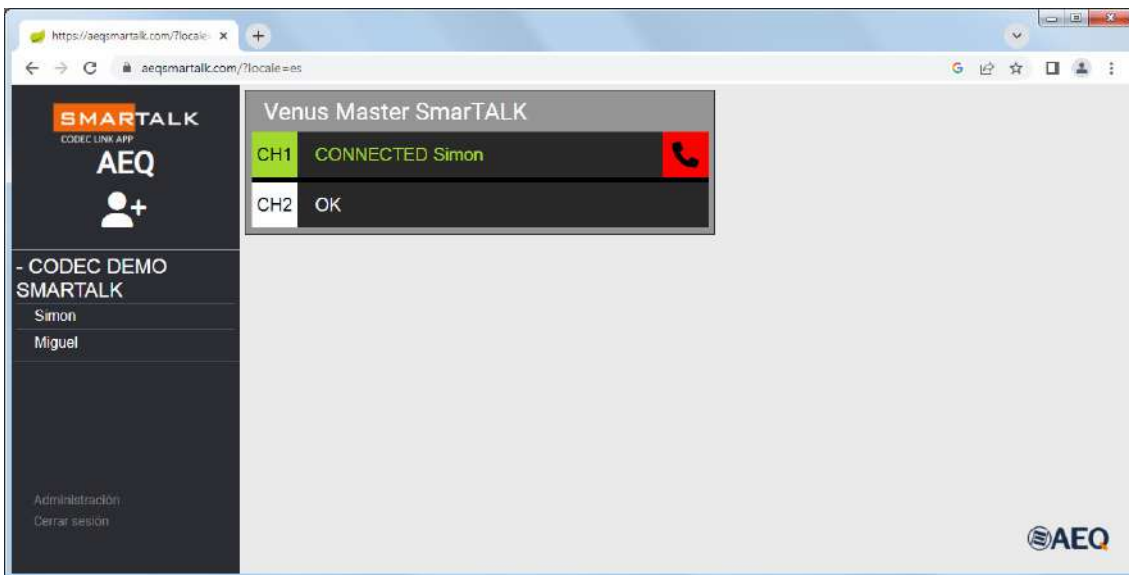 https://aeqsmartalk.com/?locale=
aeqsmartalk.com/?locale=es
SMARTALK
CODEC LINK APP
AEQ
- CODEC DEMO
SMARTALK
Simon
Miguel
Administración
Cerrar sesión
Venus Master SmarTALK
CH1 CONNECTED Simon
CH2 OK
AEQ